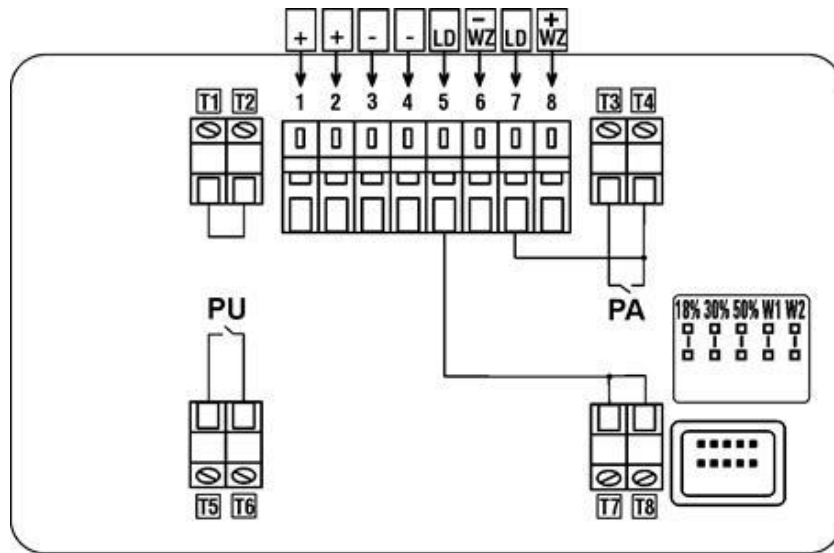 + + - - LD - WZ LD + WZ
T1 T2 1 2 3 4 5 6 7 8 T3 T4
PU PA
18% 30% 50% W1 W2
T5 T6 T7 T8